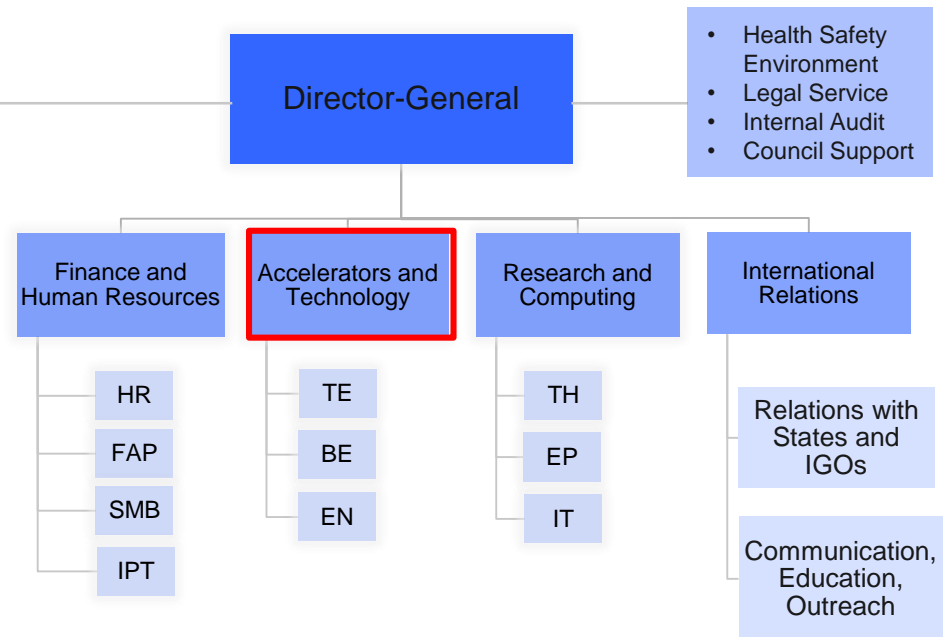 Director-General
• Health Safety
Environment
• Legal Service
• Internal Audit
• Council Support
Finance and
Human Resources
Accelerators and
Technology
Research and
Computing
International
Relations
HR
FAP
SMB
IPT
TE
BE
EN
TH
EP
IT
Relations with
States and
IGOs
Communication,
Education,
Outreach